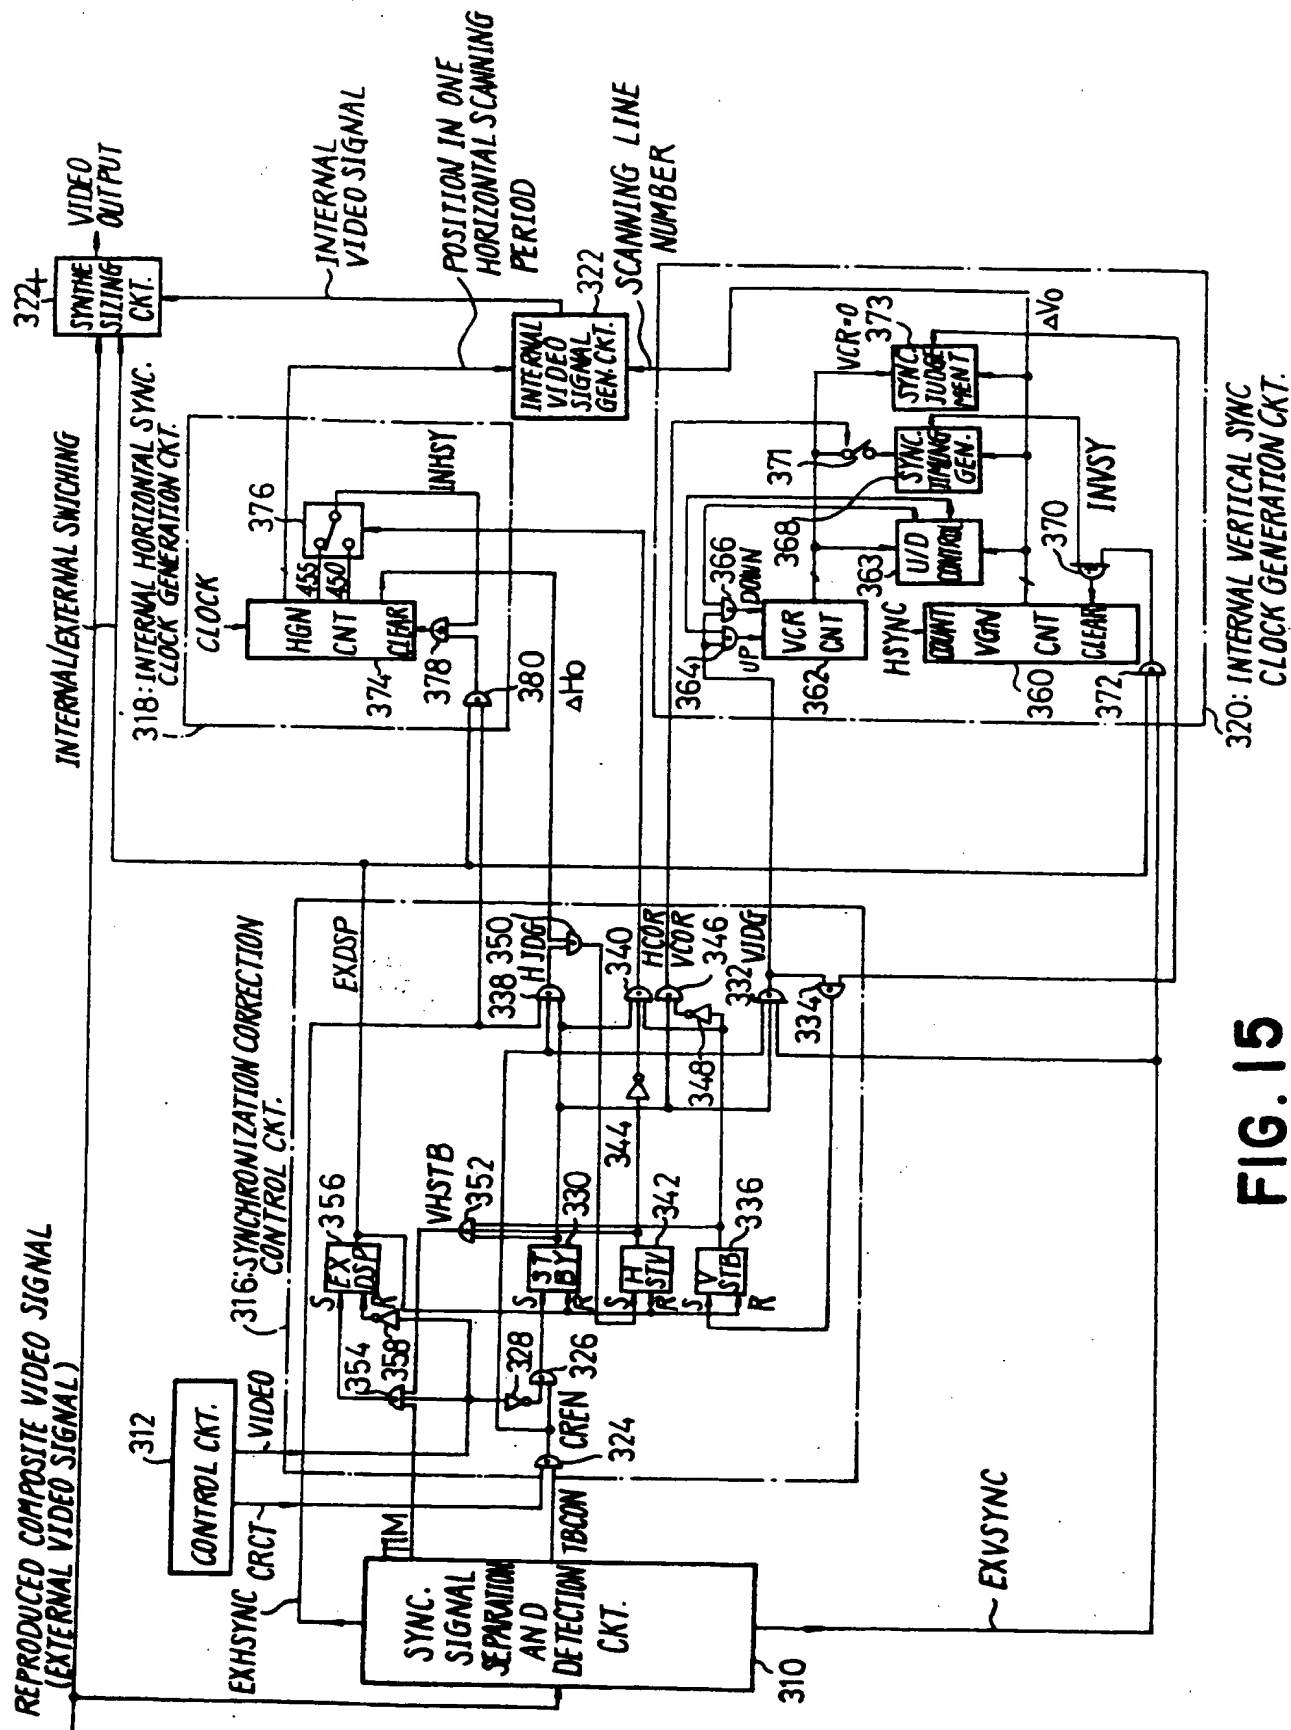 REPRODUCED COMPOSITE VIDEO SIGNAL
(EXTERNAL VIDEO SIGNAL)
312
CONTROL CKT.
EXHSYNC
CRCT
VIDEO
SYNC.
SIGNAL
SEPARATION
AND
DETECTION
CKT.
310
TIM
TBCON
EXVSYNC
316:SYNCHRONIZATION CORRECTION
CONTROL CKT.
324
CREN
326
328
354
358
S
EX
DSP
R
356
VHSTB
352
S
ST
BY
R
330
S
H
STV
R
342
S
V
STB
R
336
344
348
EXDSP
338
HJDG
350
340
HCOR
VCOR
346
332
VJDG
334
INTERNAL/EXTERNAL SWICHING
318:INTERNAL HORIZONTAL SYNC.
CLOCK GENERATION CKT.
CLOCK
HGN
CNT
CLEAR
374
455
450
376
INHSY
378
380
ΔHo
3224
SYNTHE
SIZING
CKT.
VIDEO
OUTPUT
INTERNAL
VIDEO SIGNAL
POSITION IN ONE
HORIZONTAL SCANNING
PERIOD
INTERNAL
VIDEO
SIGNAL
GEN.CKT.
322
SCANNING LINE
NUMBER
364
UP
366
DOWN
VCR
CNT
362
363
U/D
CONTROL
368
371
SYNC.
TIMING
GEN.
VCR=0
373
SYNC.
JUDGE
MENT
ΔVo
HSYNC
COUNT
VGN
CNT
CLEAR
360
370
INVSY
372
320: INTERNAL VERTICAL SYNC
CLOCK GENERATION CKT.
FIG. 15